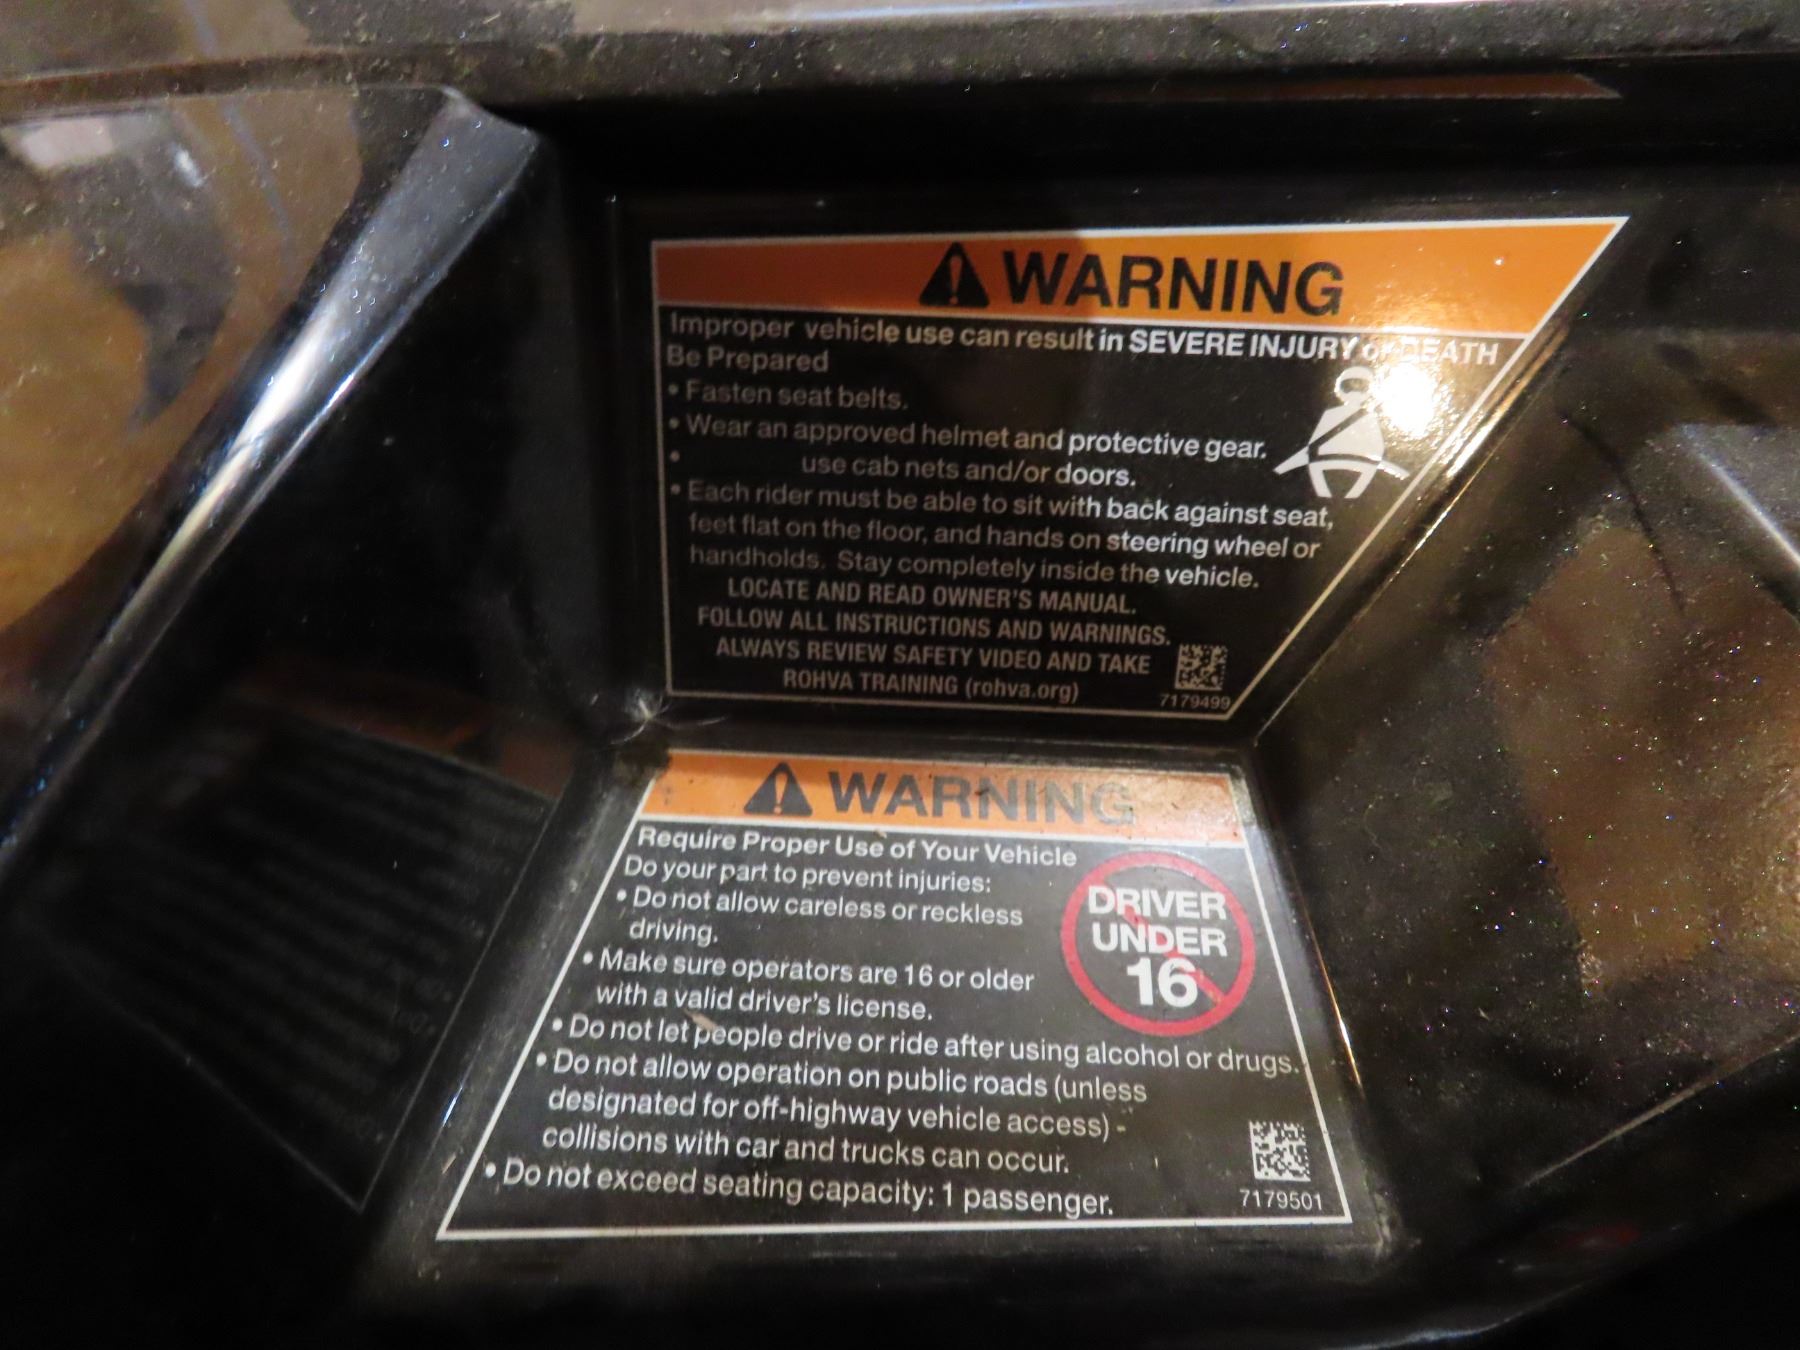 WARNING
Improper vehicle use can result in SEVERE INJURY or DEATH
Be Prepared
• Fasten seat belts.
• Wear an approved helmet and protective gear.
• use cab nets and/or doors.
• Each rider must be able to sit with back against seat,
feet flat on the floor, and hands on steering wheel or
handholds. Stay completely inside the vehicle.
LOCATE AND READ OWNER'S MANUAL.
FOLLOW ALL INSTRUCTIONS AND WARNINGS.
ALWAYS REVIEW SAFETY VIDEO AND TAKE
ROHVA TRAINING (rohva.org)
7179499
WARNING
Require Proper Use of Your Vehicle
Do your part to prevent injuries:
• Do not allow careless or reckless
driving.
• Make sure operators are 16 or older
with a valid driver's license.
• Do not let people drive or ride after using alcohol or drugs.
• Do not allow operation on public roads (unless
designated for off-highway vehicle access) -
collisions with car and trucks can occur.
• Do not exceed seating capacity: 1 passenger.
DRIVER
UNDER
16
7179501